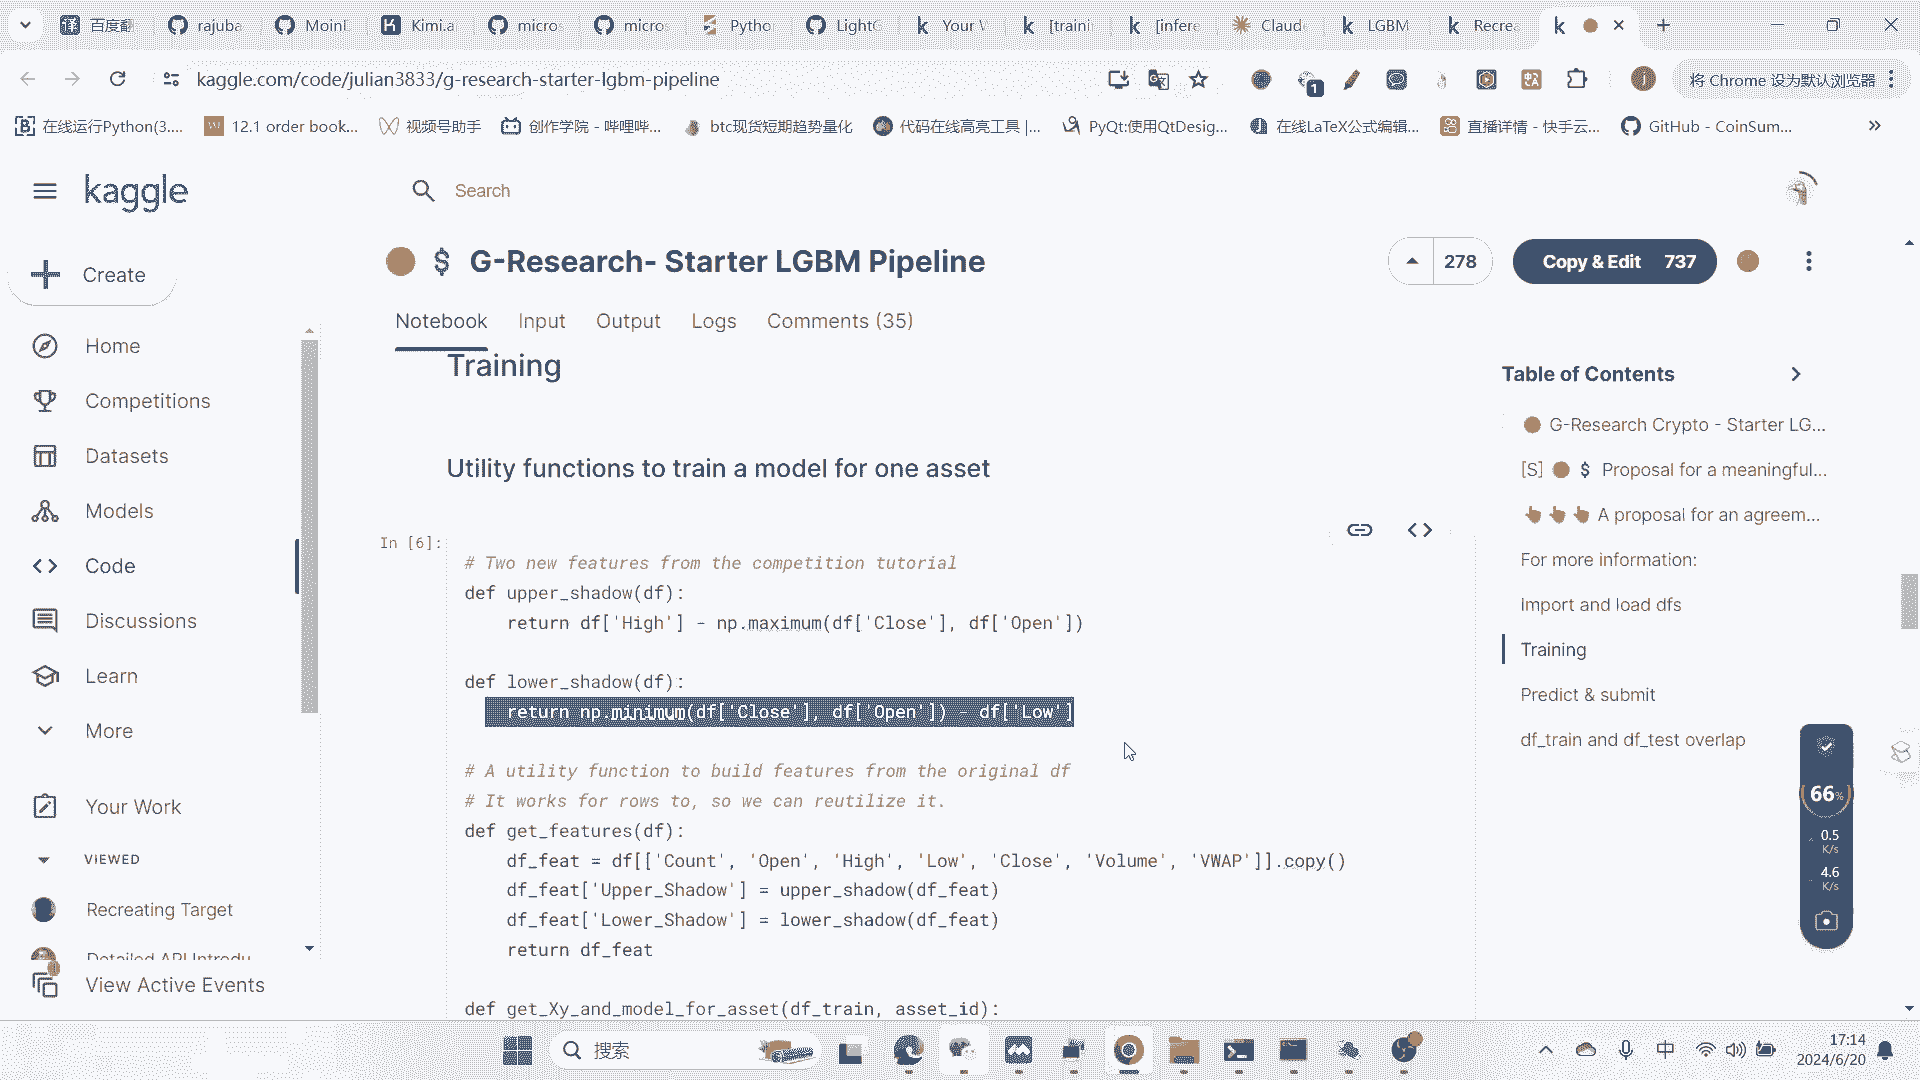 百度翻
rajuba
Moinl
Kimi.a
micros
micros
Pytho
LightG
Your V
[traini
[infere
Claude
LGBM
Recrea
kaggle.com/code/julian3833/g-research-starter-lgbm-pipeline
1
将 Chrome 设为默认浏览器
在线运行Python(3....
12.1 order book...
视频号助手
创作学院 - 哔哩哔...
btc现货短期趋势量化
代码在线高亮工具 |...
PyQt:使用QtDesig...
在线LaTeX公式编辑...
直播详情 - 快手云...
GitHub - CoinSum...
kaggle
Search
Create
Home
Competitions
Datasets
Models
Code
Discussions
Learn
More
Your Work
VIEWED
Recreating Target
Detailed API Introdu
View Active Events
$ G-Research- Starter LGBM Pipeline
278
Copy & Edit 737
Notebook
Input
Output
Logs
Comments (35)
Training
Utility functions to train a model for one asset
In [6]:
# Two new features from the competition tutorial
def upper_shadow(df):
return df['High'] - np.maximum(df['Close'], df['Open'])
def lower_shadow(df):
return np.minimum(df['Close'], df['Open']) - df['Low']
# A utility function to build features from the original df
# It works for rows to, so we can reutilize it.
def get_features(df):
df_feat = df[['Count', 'Open', 'High', 'Low', 'Close', 'Volume', 'VWAP']].copy()
df_feat['Upper_Shadow'] = upper_shadow(df_feat)
df_feat['Lower_Shadow'] = lower_shadow(df_feat)
return df_feat
def get_Xy_and_model_for_asset(df_train, asset_id):
Table of Contents
G-Research Crypto - Starter LG...
[S] $ Proposal for a meaningful...
A proposal for an agreem...
For more information:
Import and load dfs
Training
Predict & submit
df_train and df_test overlap
66%
0.5
K/s
4.6
K/s
搜索
中
17:14
2024/6/20